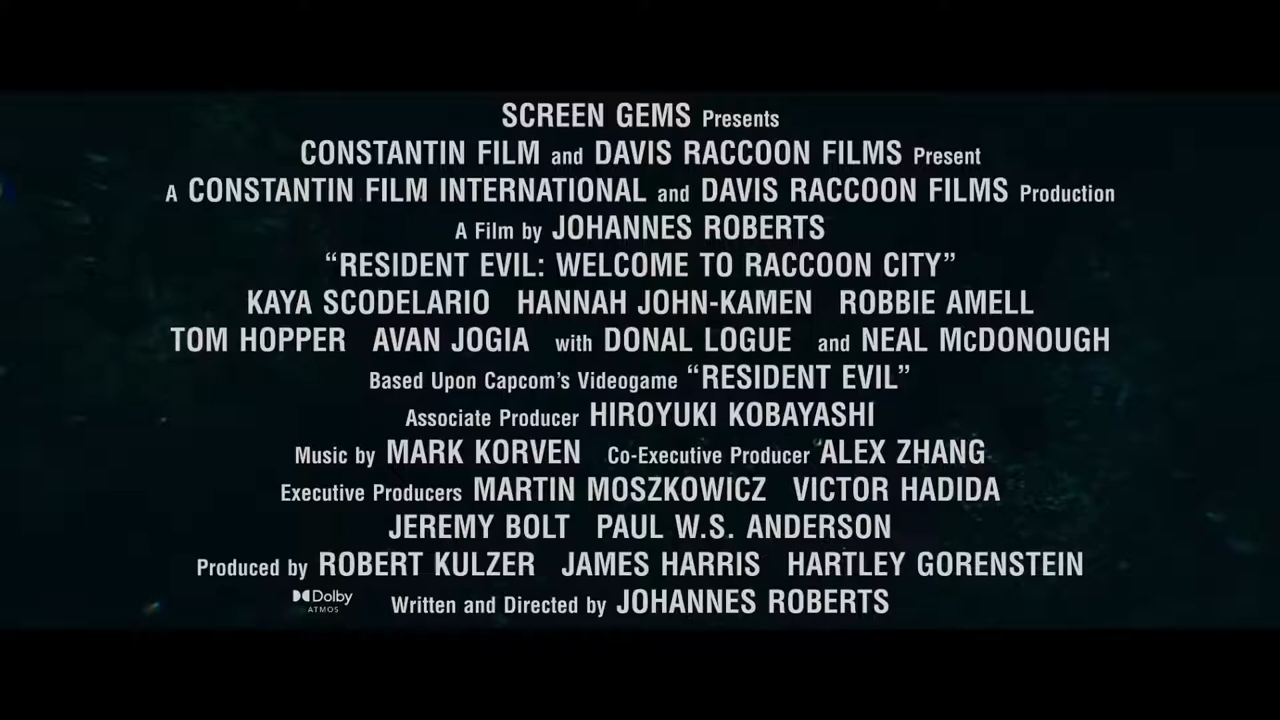 SCREEN GEMS Presents
CONSTANTIN FILM and DAVIS RACCOON FILMS Present
A CONSTANTIN FILM INTERNATIONAL and DAVIS RACCOON FILMS Production
A Film by JOHANNES ROBERTS
“RESIDENT EVIL: WELCOME TO RACCOON CITY”
KAYA SCODELARIO HANNAH JOHN-KAMEN ROBBIE AMELL
TOM HOPPER AVAN JOGIA with DONAL LOGUE and NEAL McDONOUGH
Based Upon Capcom’s Videogame “RESIDENT EVIL”
Associate Producer HIROYUKI KOBAYASHI
Music by MARK KORVEN Co-Executive Producer ALEX ZHANG
Executive Producers MARTIN MOSZKOWICZ VICTOR HADIDA
JEREMY BOLT PAUL W.S. ANDERSON
Produced by ROBERT KULZER JAMES HARRIS HARTLEY GORENSTEIN
Dolby ATMOS Written and Directed by JOHANNES ROBERTS